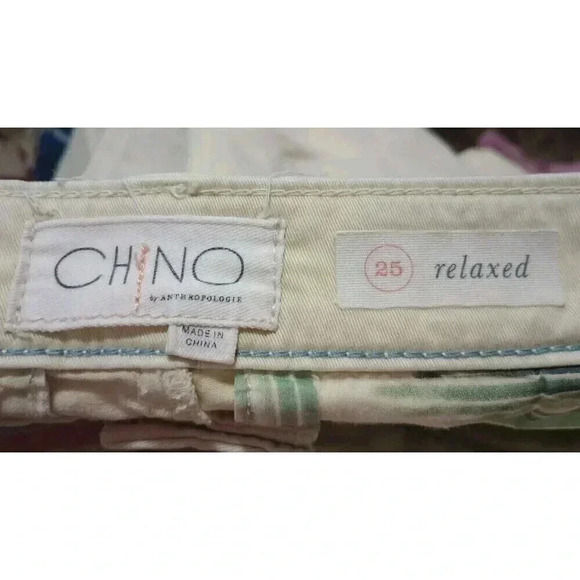 CHINO
by ANTHROPOLOGIE
MADE IN
CHINA
25 relaxed